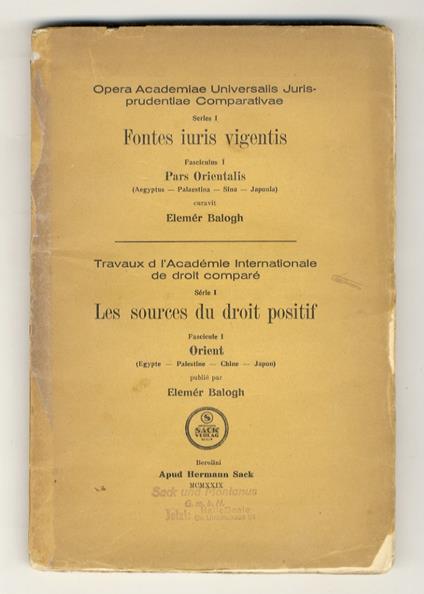 Opera Academiae Universalis Juris-
prudentiae Comparativae
Series I
Fontes iuris vigentis
Fasciculus I
Pars Orientalis
(Aegyptus — Palaestina — Sina — Japonia)
curavit
Elemér Balogh
Travaux d l'Académie Internationale
de droit comparé
Série I
Les sources du droit positif
Fascicule I
Orient
(Egypte — Palestine — Chine — Japon)
publié par
Elemér Balogh
S
SACK
VERLAG
Berolini
Apud Hermann Sack
MCMXXIX
Sack und Montanus
G. m. b. H.
Jetzt: